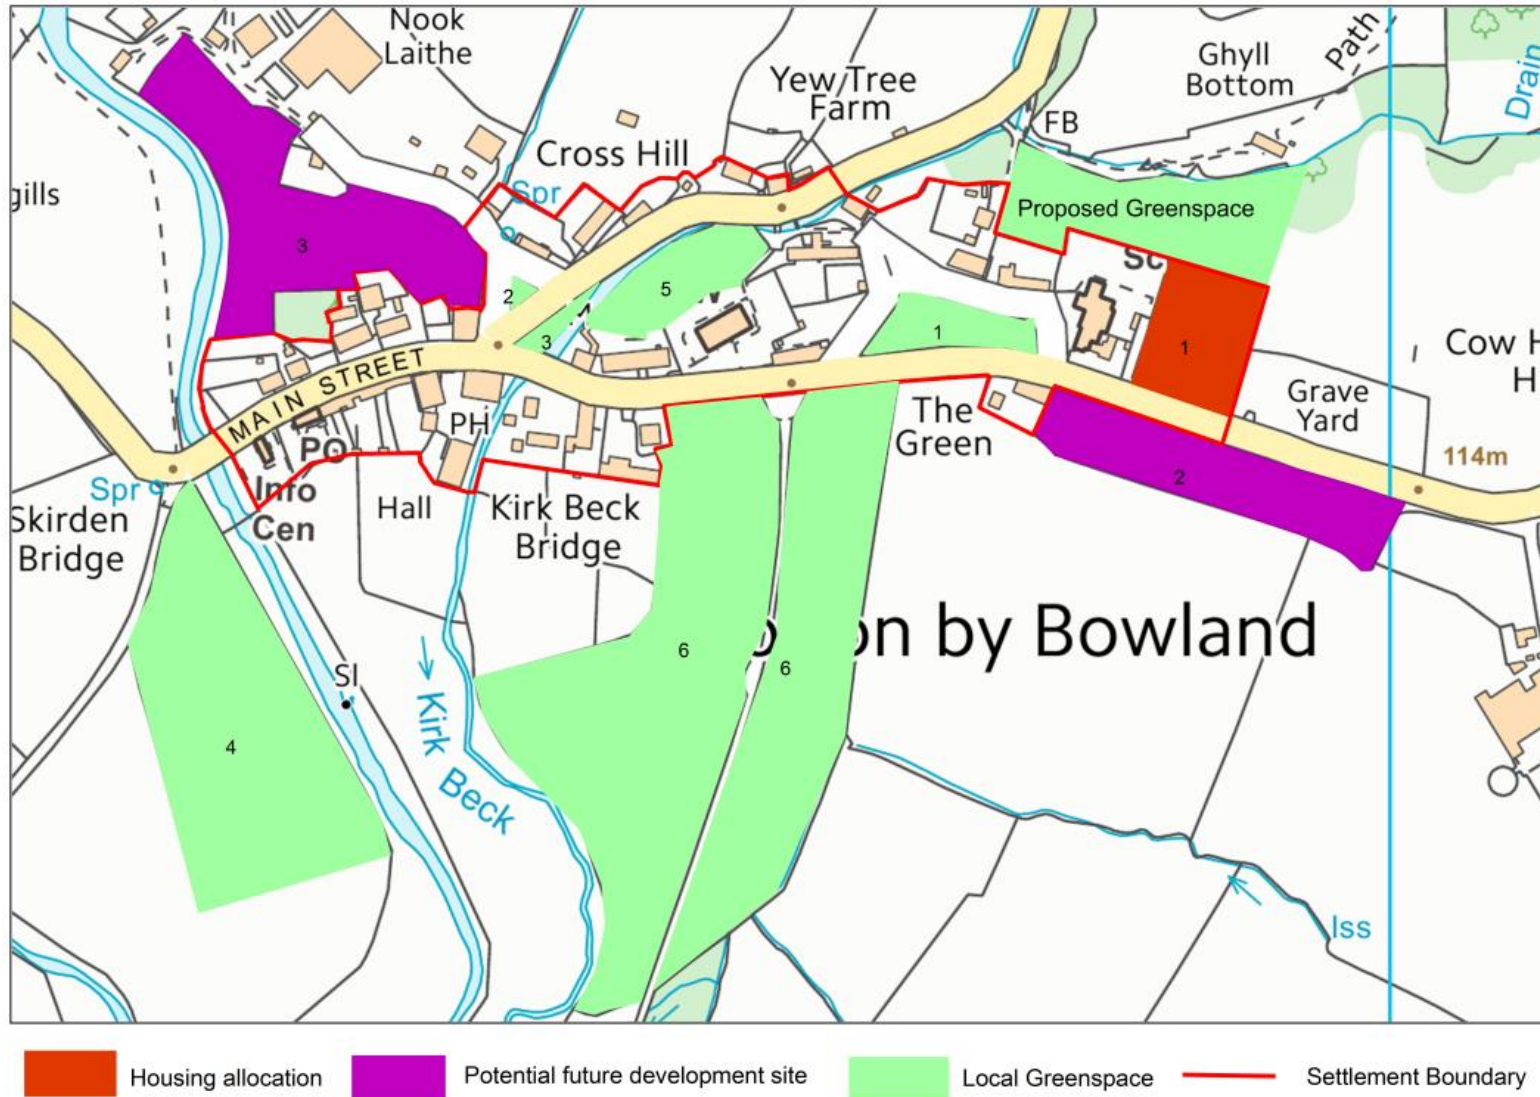 Nook
Laithe
Yew Tree
Farm
Ghyll
Bottom
Path
Drain
FB
Cross Hill
Spr
gills
Proposed Greenspace
3
2
5
3
1
1
MAIN STREET
PH
PO
The
Green
Grave
Yard
Cow H
H
114m
2
Spr
Info
Cen
Skirden
Bridge
Hall
Kirk Beck
Bridge
on by Bowland
6
6
SI
4
Kirk Beck
Iss
Housing allocation
Potential future development site
Local Greenspace
Settlement Boundary